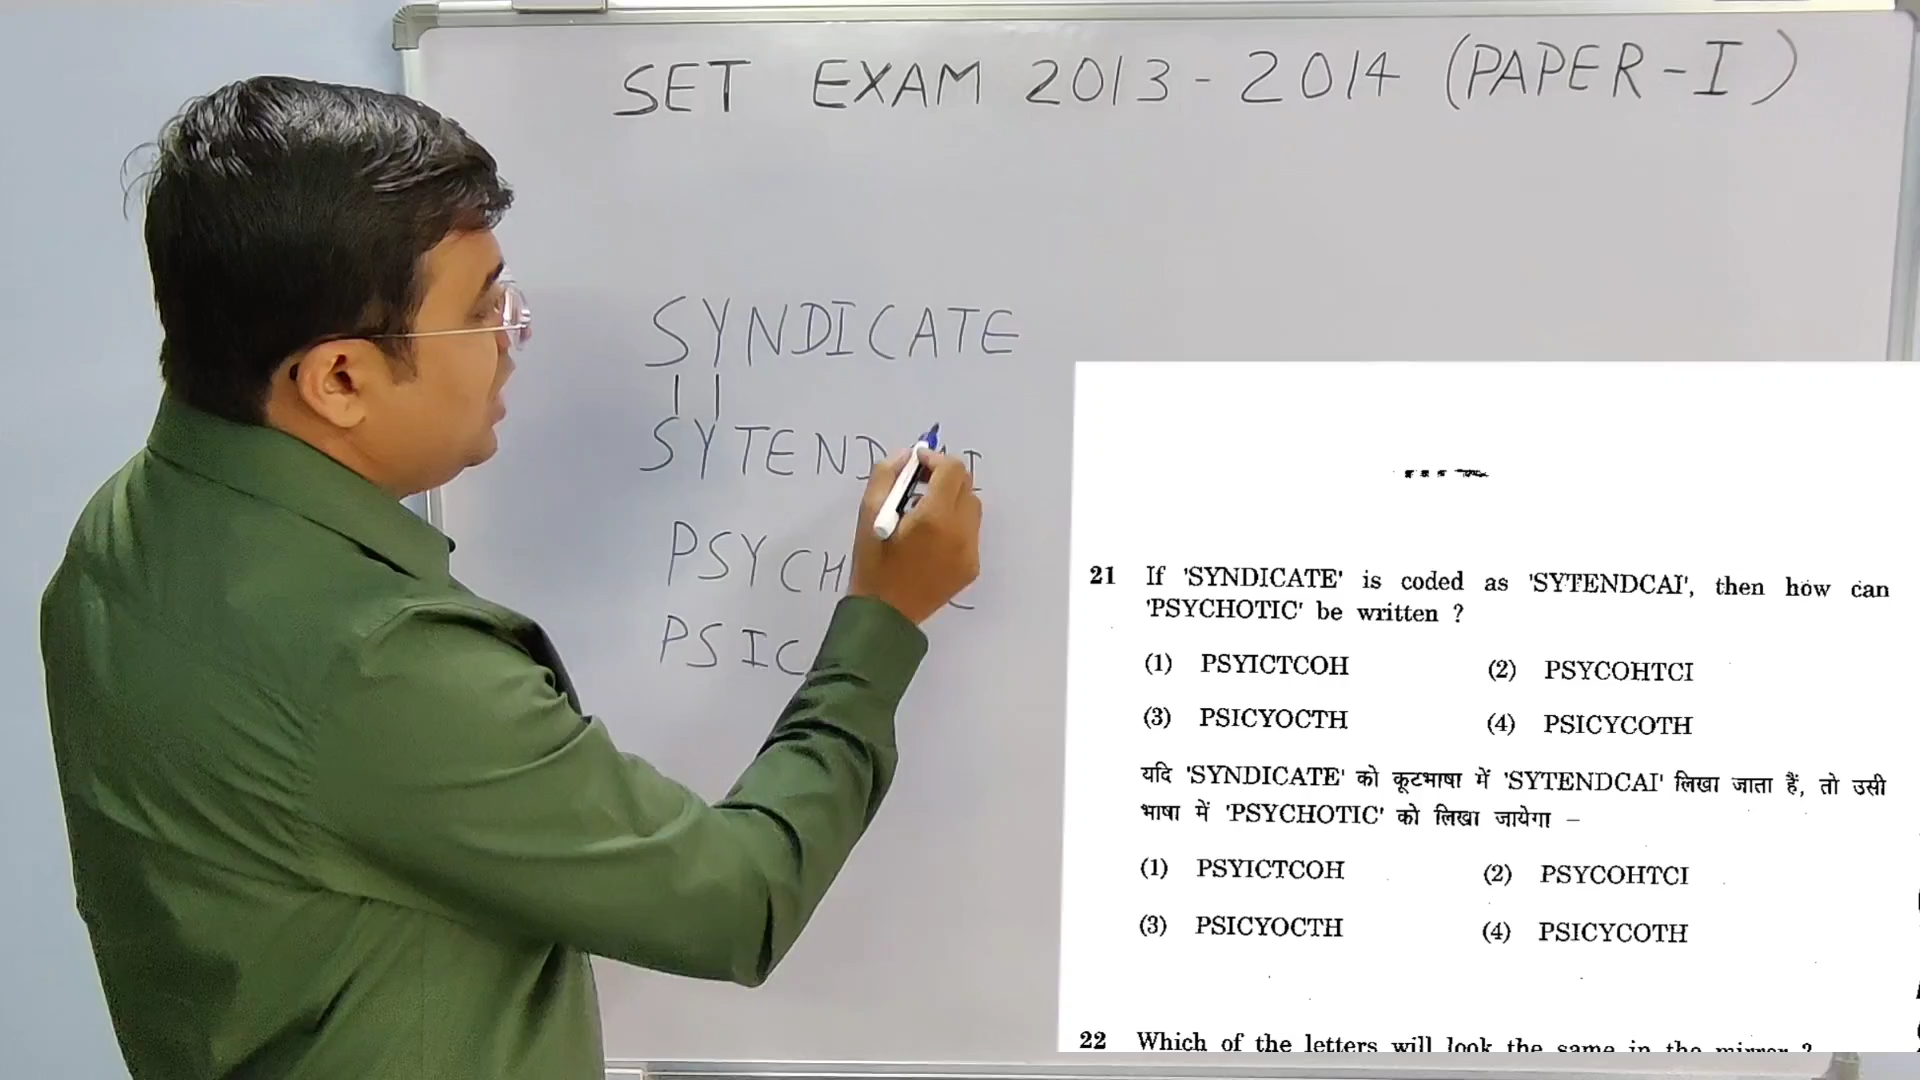 SET EXAM 2013-2014 (PAPER-I)
SYNDICATE
SYTEND
PSYCH
PSIC
21 If 'SYNDICATE' is coded as 'SYTENDCAI', then how can
'PSYCHOTIC' be written ?
(1) PSYICTCOH (2) PSYCOHTCI
(3) PSICYOCTH (4) PSICYCOTH
यदि 'SYNDICATE' को कूटभाषा में 'SYTENDCAI' लिखा जाता हैं, तो उसी
भाषा में 'PSYCHOTIC' को लिखा जायेगा –
(1) PSYICTCOH (2) PSYCOHTCI
(3) PSICYOCTH (4) PSICYCOTH
22 Which of the letters will look the same in the mirror ?